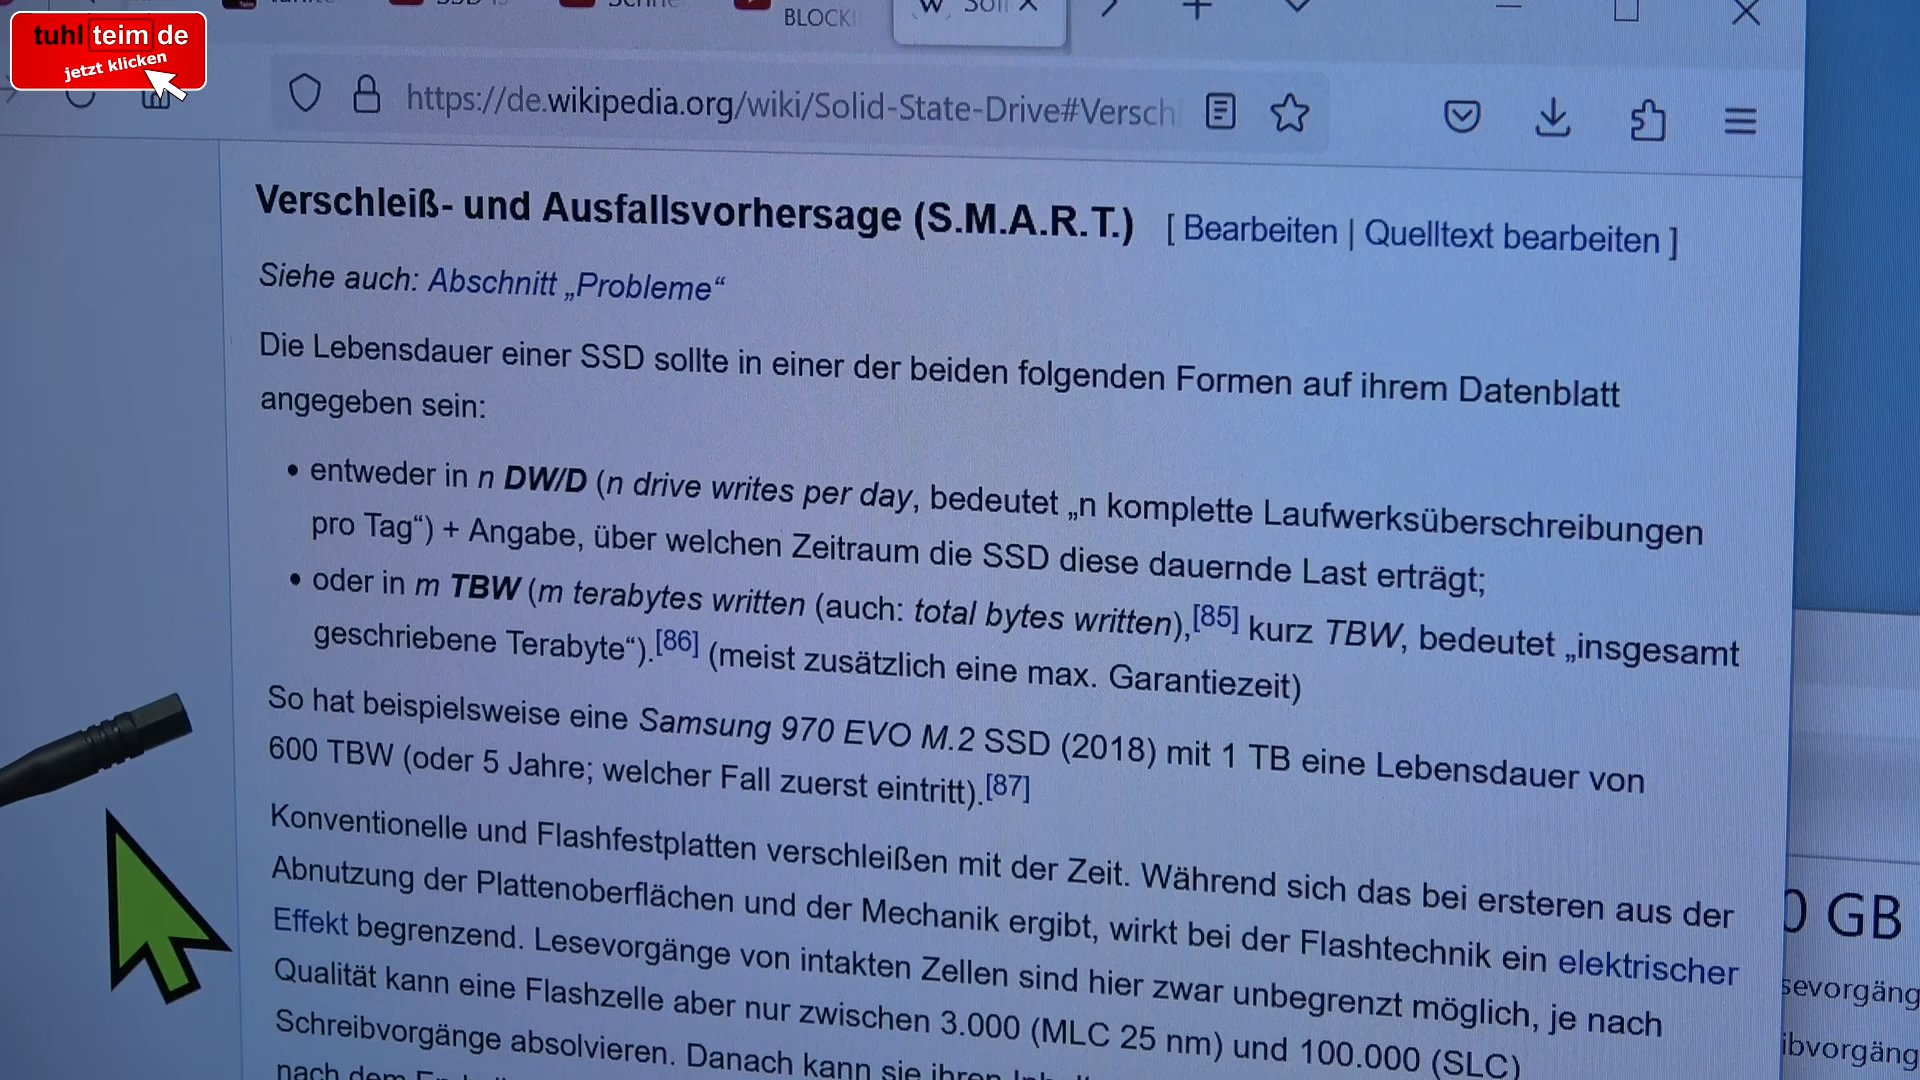 tuhl teim de
jetzt klicken
BLOCK
https://de.wikipedia.org/wiki/Solid-State-Drive#Versch
Verschleiß- und Ausfallsvorhersage (S.M.A.R.T.) [ Bearbeiten | Quelltext bearbeiten ]
Siehe auch: Abschnitt „Probleme“
Die Lebensdauer einer SSD sollte in einer der beiden folgenden Formen auf ihrem Datenblatt
angegeben sein:
• entweder in n DW/D (n drive writes per day, bedeutet „n komplette Laufwerksüberschreibungen
pro Tag“) + Angabe, über welchen Zeitraum die SSD diese dauernde Last erträgt;
• oder in m TBW (m terabytes written (auch: total bytes written),[85] kurz TBW, bedeutet „insgesamt
geschriebene Terabyte“).[86] (meist zusätzlich eine max. Garantiezeit)
So hat beispielsweise eine Samsung 970 EVO M.2 SSD (2018) mit 1 TB eine Lebensdauer von
600 TBW (oder 5 Jahre; welcher Fall zuerst eintritt).[87]
Konventionelle und Flashfestplatten verschleißen mit der Zeit. Während sich das bei ersteren aus der
Abnutzung der Plattenoberflächen und der Mechanik ergibt, wirkt bei der Flashtechnik ein elektrischer
Effekt begrenzend. Lesevorgänge von intakten Zellen sind hier zwar unbegrenzt möglich, je nach
Qualität kann eine Flashzelle aber nur zwischen 3.000 (MLC 25 nm) und 100.000 (SLC)
Schreibvorgänge absolvieren. Danach kann sie ihren
nach dem
0 GB
sevorgäng
ibvorgäng